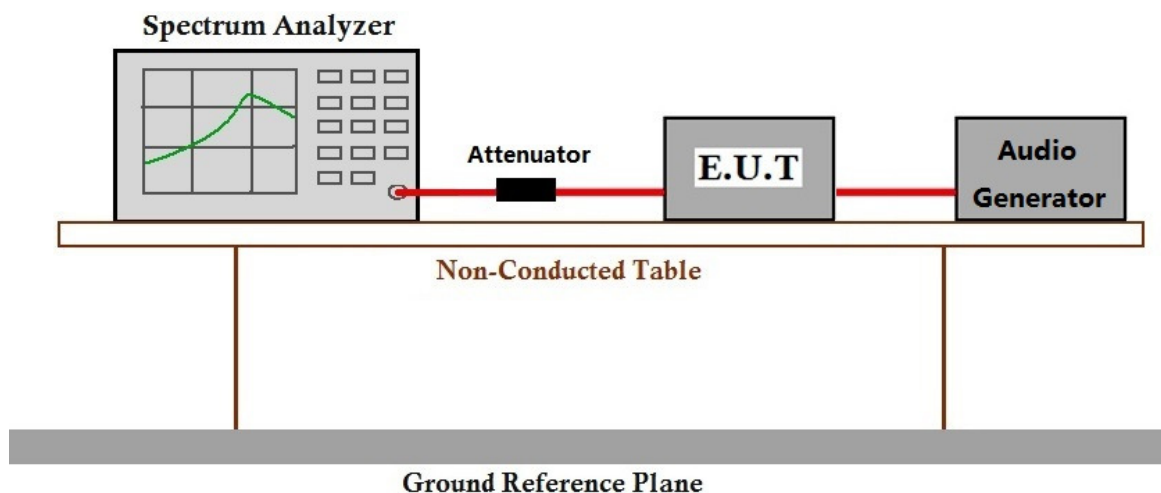 Spectrum Analyzer
Attenuator
E.U.T
Audio
Generator
Non-Conducted Table
Ground Reference Plane